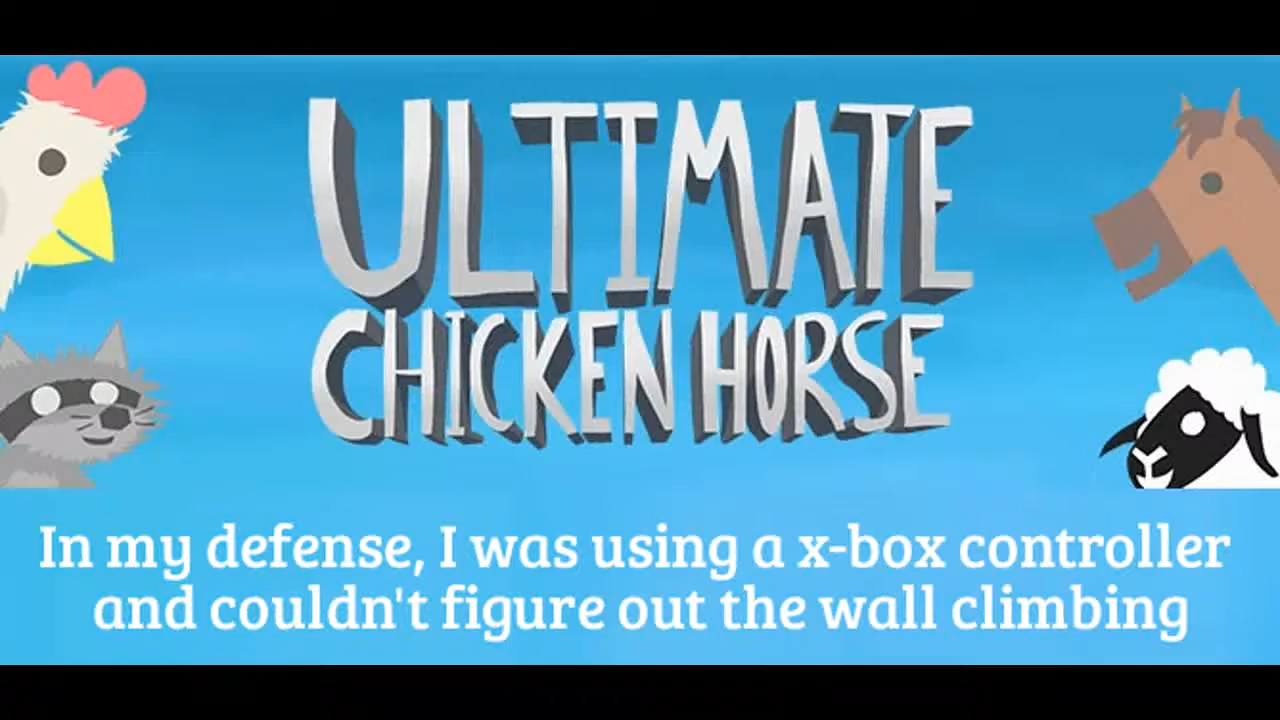 ULTIMATE
CHICKEN HORSE
In my defense, I was using a x-box controller
and couldn't figure out the wall climbing